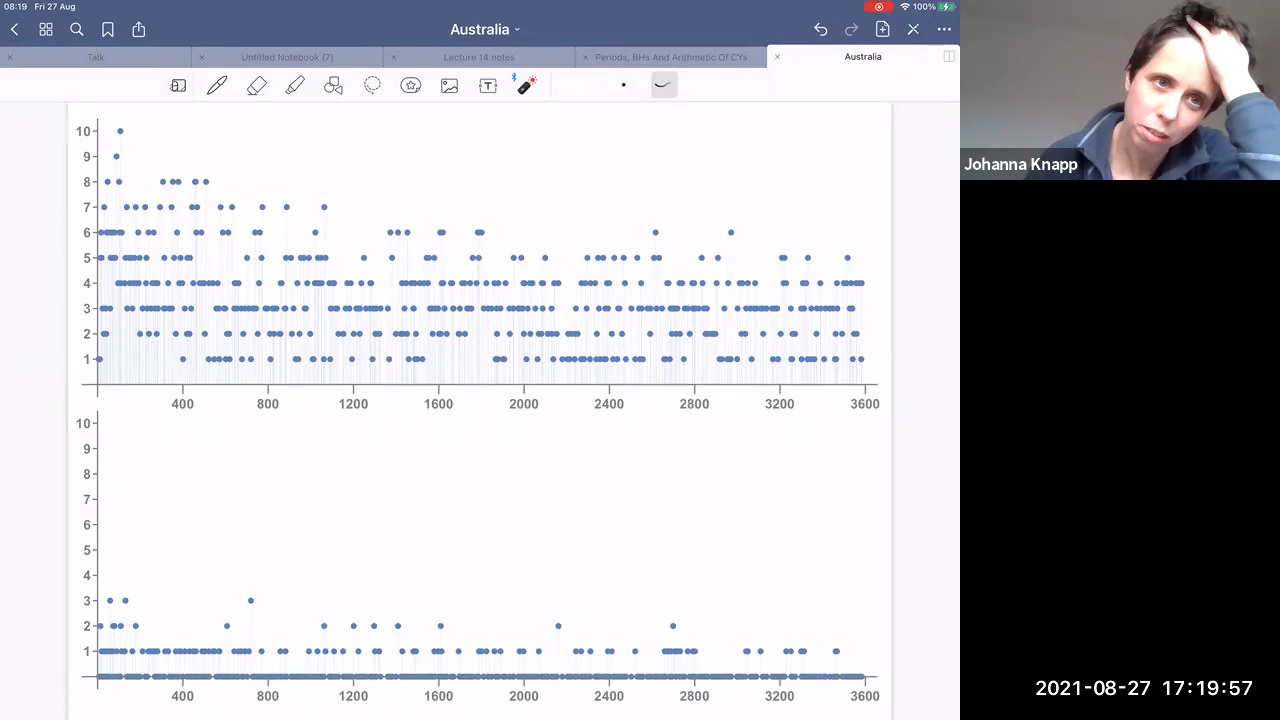 08:19 Fri 27 Aug
100%
Australia
Talk
Untitled Notebook (7)
Lecture 14 notes
Periods, BHs And Arithmetic Of CYs
Australia
T
Johanna Knapp
10
9
8
7
6
5
4
3
2
1
400 800 1200 1600 2000 2400 2800 3200 3600
10
9
8
7
6
5
4
3
2
1
400 800 1200 1600 2000 2400 2800 3200 3600
2021-08-27 17:19:57